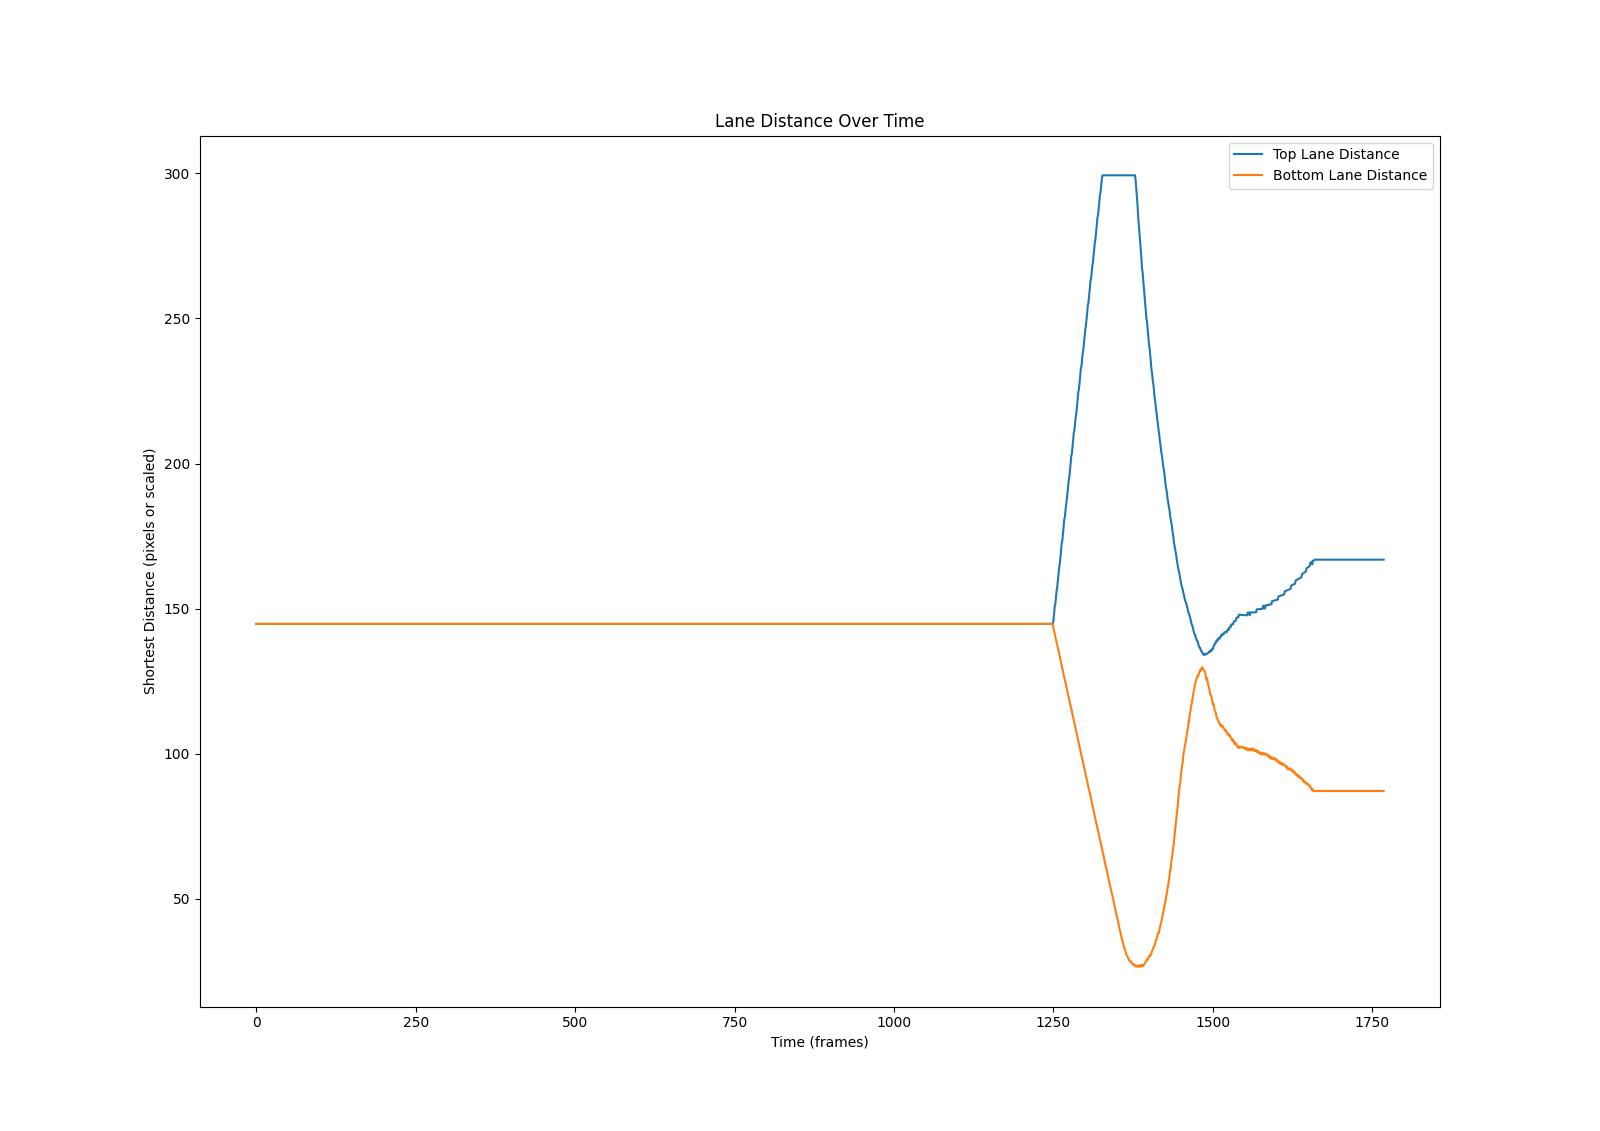 Lane Distance Over Time
Top Lane Distance
Bottom Lane Distance
300
250
200
150
100
50
Shortest Distance (pixels or scaled)
0 250 500 750 1000 1250 1500 1750
Time (frames)